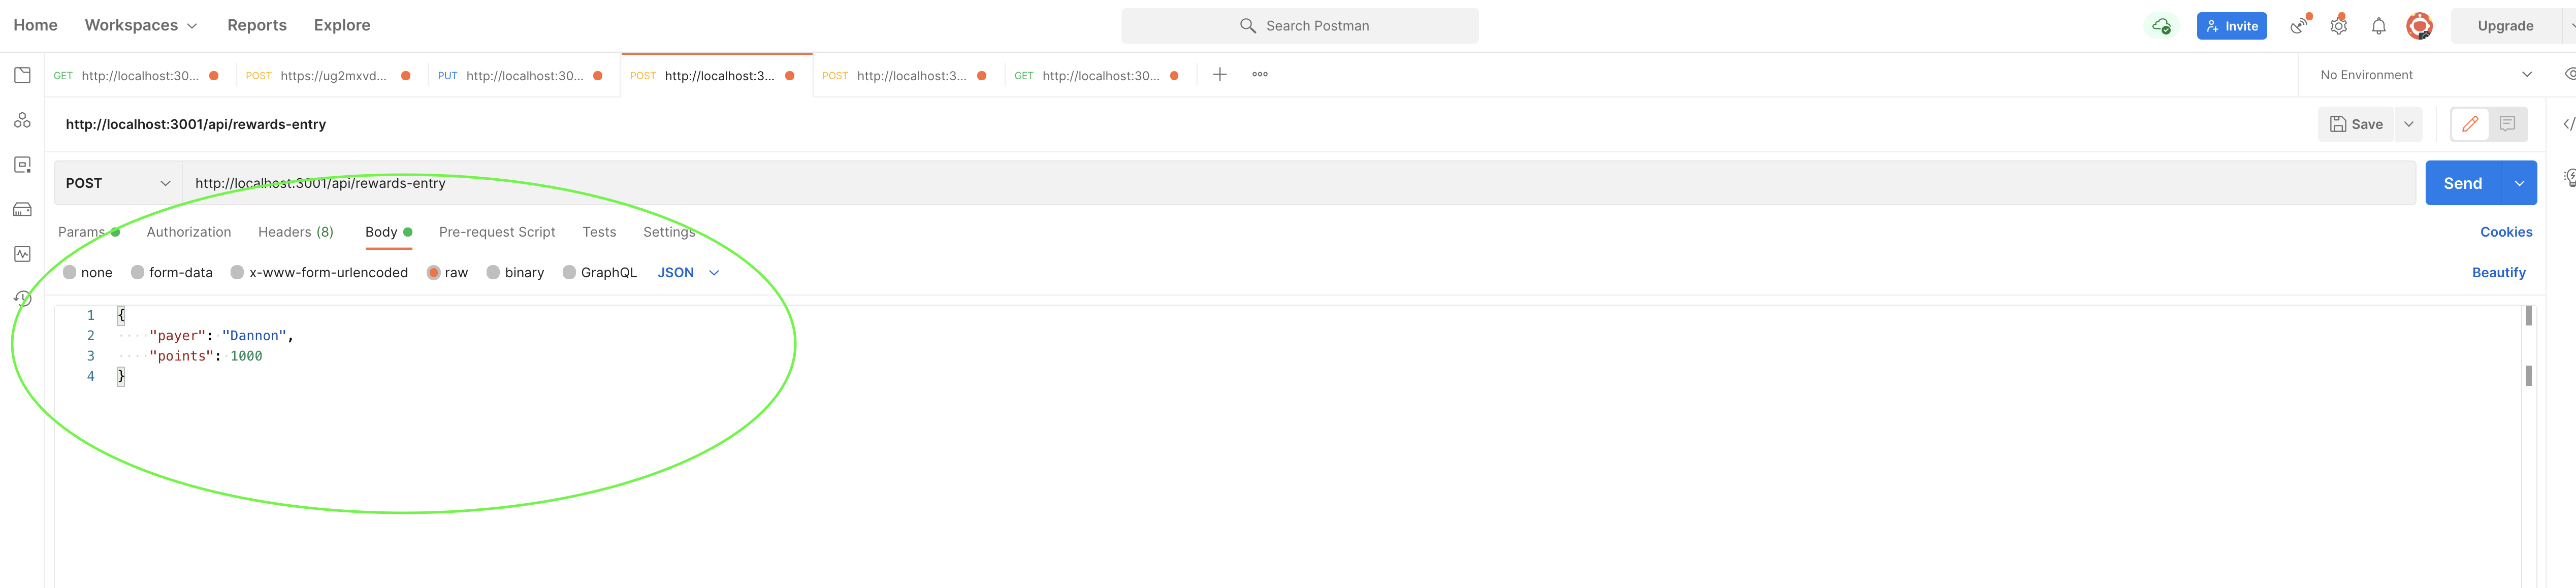 Home Workspaces Reports Explore Search Postman Invite Upgrade
GET http://localhost:30... POST https://ug2mxvd... PUT http://localhost:30... POST http://localhost:3... POST http://localhost:3... GET http://localhost:30... No Environment
http://localhost:3001/api/rewards-entry Save
POST http://localhost:3001/api/rewards-entry Send
Params Authorization Headers (8) Body Pre-request Script Tests Settings Cookies
none form-data x-www-form-urlencoded raw binary GraphQL JSON Beautify
1 {
2 "payer": "Dannon",
3 "points": 1000
4 }